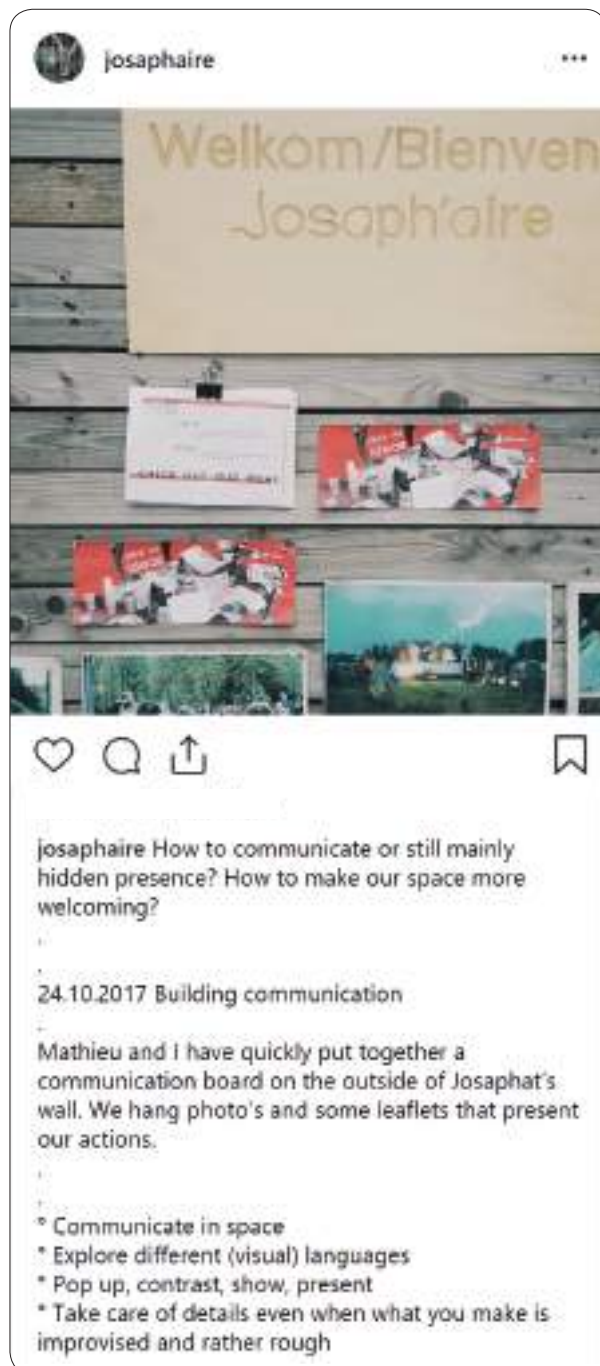 josaphaire
Welkom/Bienven
Josaph'aire
CHECK OUT OUR
josaphaire How to communicate or still mainly
hidden presence? How to make our space more
welcoming?
.
.
24.10.2017 Building communication
.
Mathieu and I have quickly put together a
communication board on the outside of Josaphat's
wall. We hang photo's and some leaflets that present
our actions.
.
.
° Communicate in space
° Explore different (visual) languages
° Pop up, contrast, show, present
° Take care of details even when what you make is
improvised and rather rough